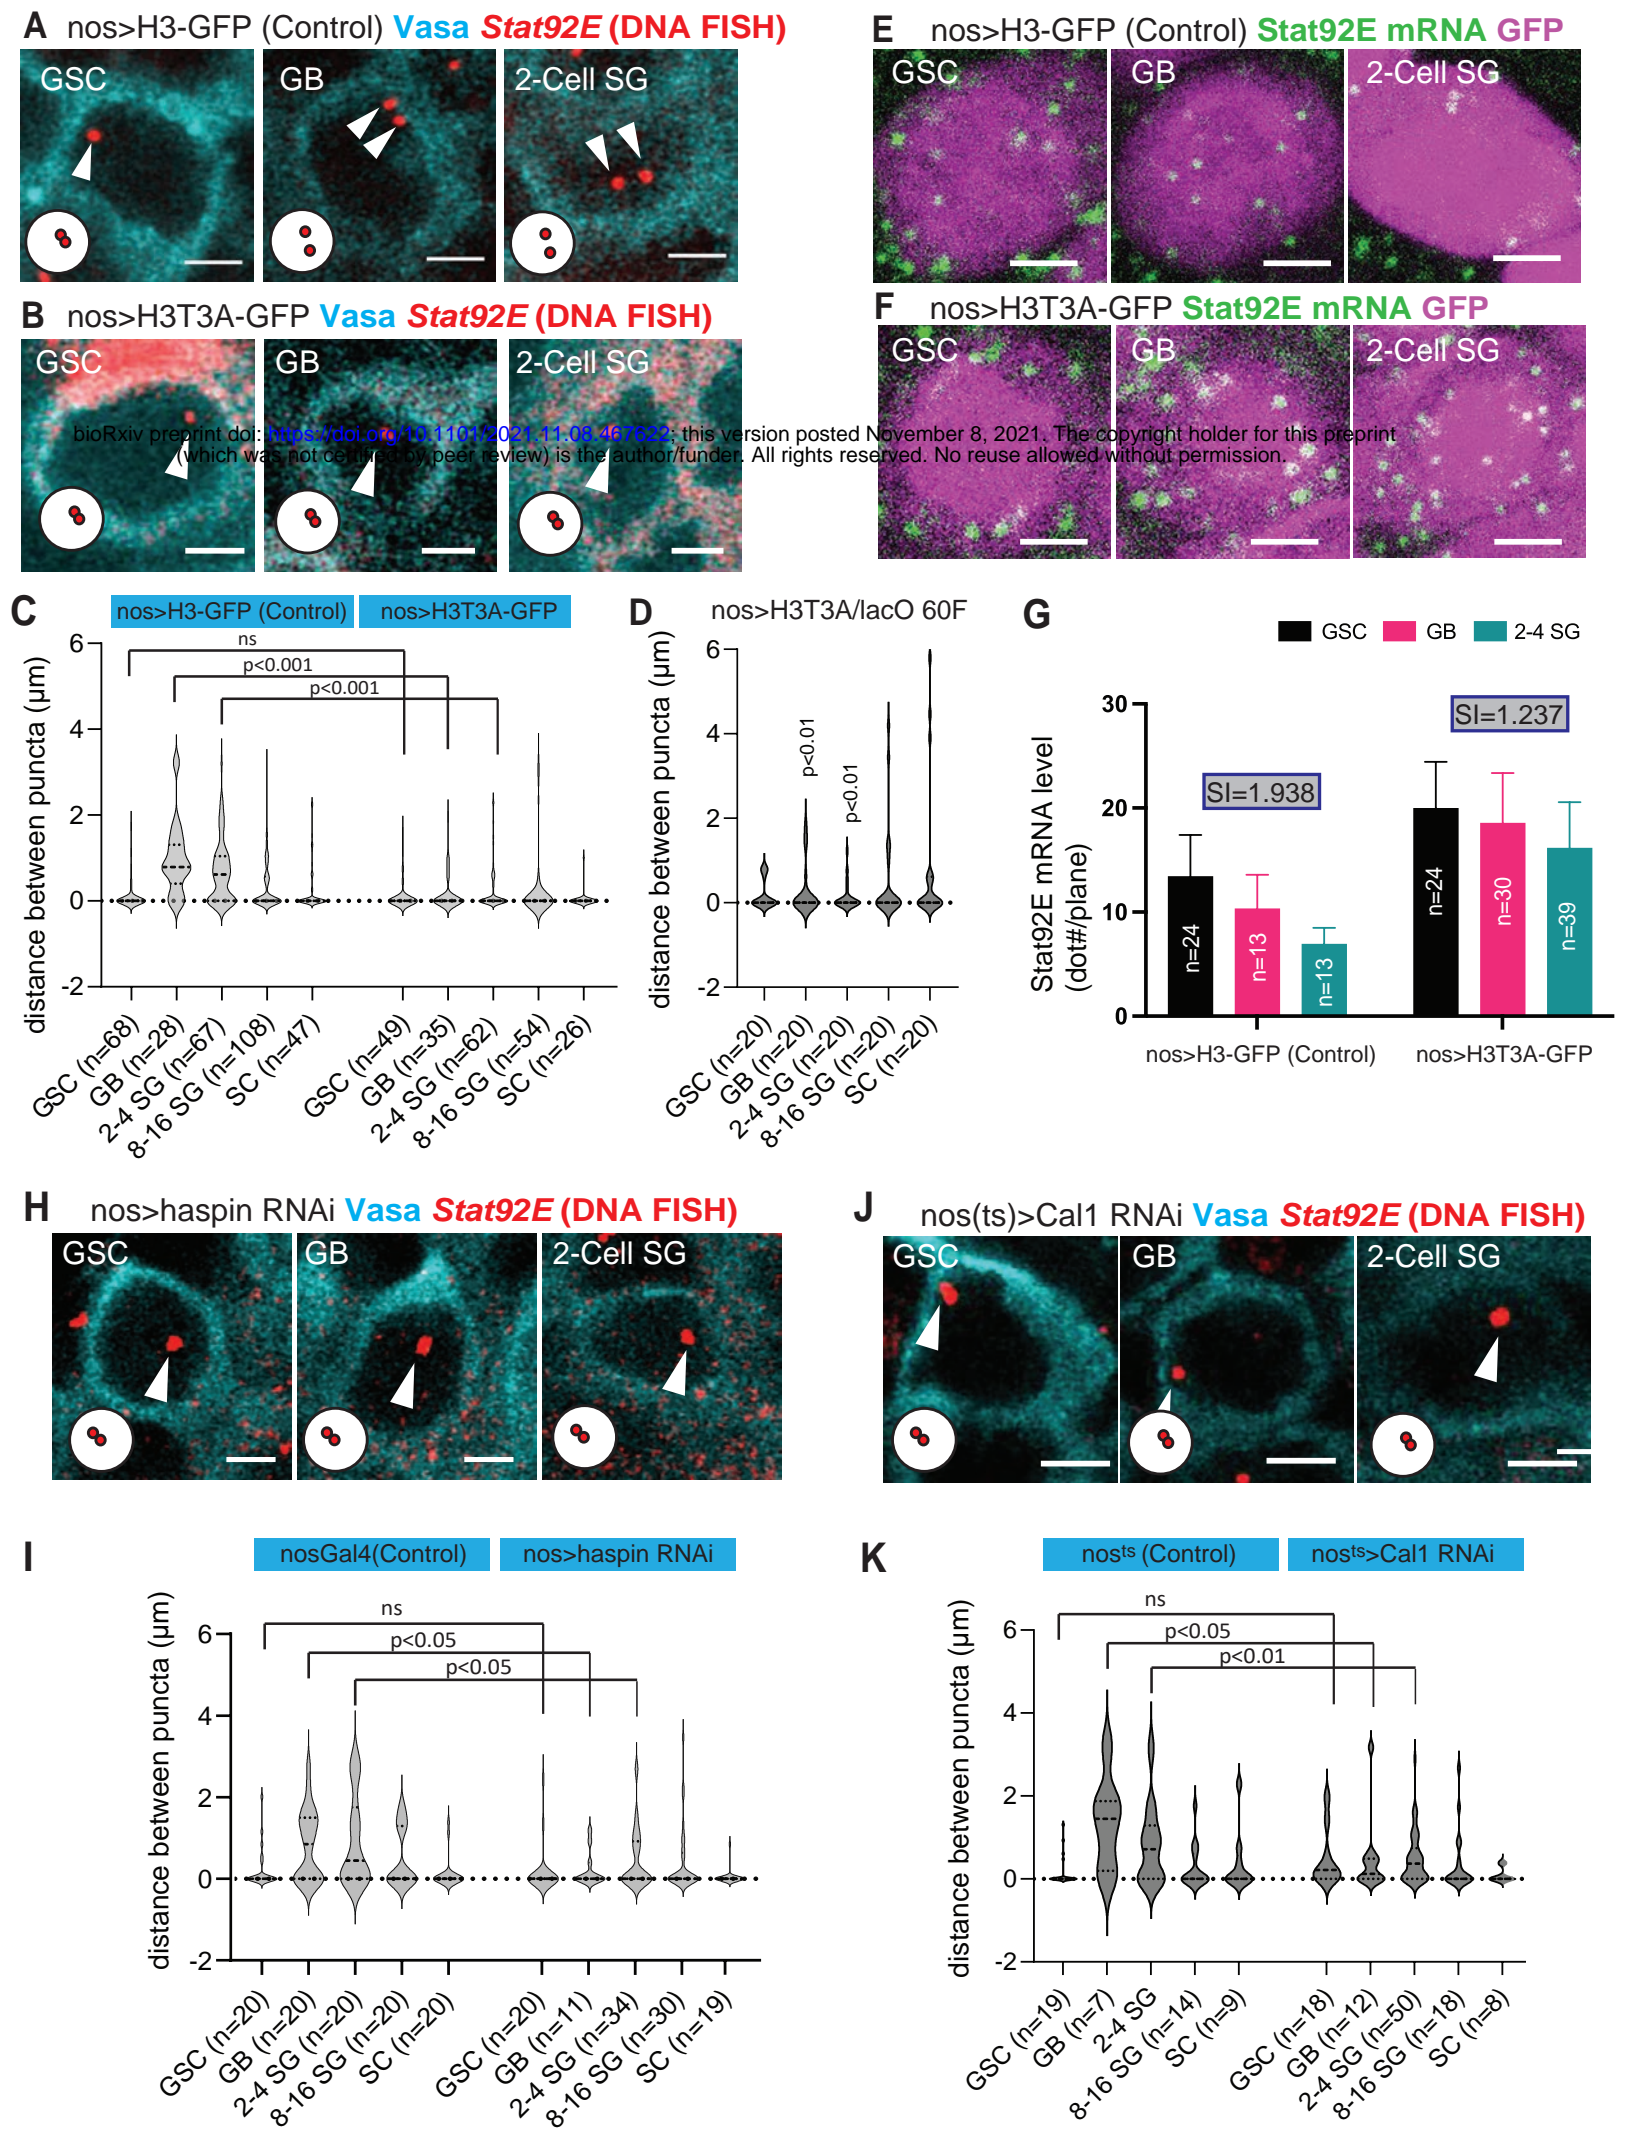 A nos>H3-GFP (Control) Vasa Stat92E (DNA FISH)
GSC GB 2-Cell SG
B nos>H3T3A-GFP Vasa Stat92E (DNA FISH)
GSC GB 2-Cell SG
E nos>H3-GFP (Control) Stat92E mRNA GFP
GSC GB 2-Cell SG
F nos>H3T3A-GFP Stat92E mRNA GFP
GSC GB 2-Cell SG
bioRxiv preprint doi: https://doi.org/10.1101/2021.11.08.467622; this version posted November 8, 2021. The copyright holder for this preprint
(which was not certified by peer review) is the author/funder. All rights reserved. No reuse allowed without permission.
C
nos>H3-GFP (Control) nos>H3T3A-GFP
ns
p<0.001
p<0.001
distance between puncta (µm)
6
4
2
0
-2
GSC (n=68)
GB (n=28)
2-4 SG (n=67)
8-16 SG (n=108)
SC (n=47)
GSC (n=49)
GB (n=35)
2-4 SG (n=62)
8-16 SG (n=54)
SC (n=26)
D nos>H3T3A/lacO 60F
distance between puncta (µm)
6
4
2
0
-2
p<0.01
p<0.01
GSC (n=20)
GB (n=20)
2-4 SG (n=20)
8-16 SG (n=20)
SC (n=20)
G
GSC GB 2-4 SG
Stat92E mRNA level
(dot#/plane)
30
20
10
0
SI=1.938
SI=1.237
n=24
n=13
n=13
n=24
n=30
n=39
nos>H3-GFP (Control) nos>H3T3A-GFP
H nos>haspin RNAi Vasa Stat92E (DNA FISH)
GSC GB 2-Cell SG
J nos(ts)>Cal1 RNAi Vasa Stat92E (DNA FISH)
GSC GB 2-Cell SG
I
nosGal4(Control) nos>haspin RNAi
ns
p<0.05
p<0.05
distance between puncta (µm)
6
4
2
0
-2
GSC (n=20)
GB (n=20)
2-4 SG (n=20)
8-16 SG (n=20)
SC (n=20)
GSC (n=20)
GB (n=11)
2-4 SG (n=34)
8-16 SG (n=30)
SC (n=19)
K
nosts (Control) nosts>Cal1 RNAi
ns
p<0.05
p<0.01
distance between puncta (µm)
6
4
2
0
-2
GSC (n=19)
GB (n=7)
2-4 SG
8-16 SG (n=14)
SC (n=9)
GSC (n=18)
GB (n=12)
2-4 SG (n=50)
8-16 SG (n=18)
SC (n=8)